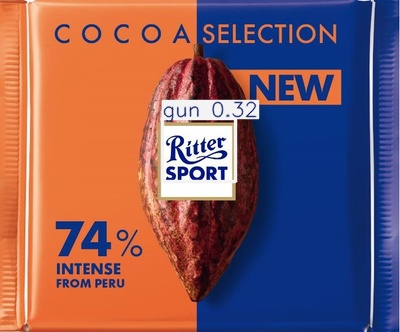 COCOA SELECTION
NEW
gun 0.32
Ritter
SPORT
74%
INTENSE
FROM PERU